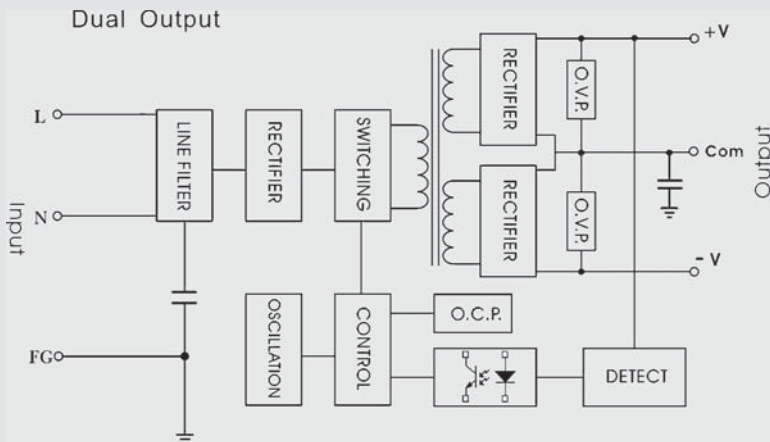 Dual Output
L
N
FG
Input
LINE FILTER
RECTIFIER
SWITCHING
RECTIFIER
RECTIFIER
O.V.P.
O.V.P.
+V
Com
- V
Output
OSCILLATION
CONTROL
O.C.P.
DETECT